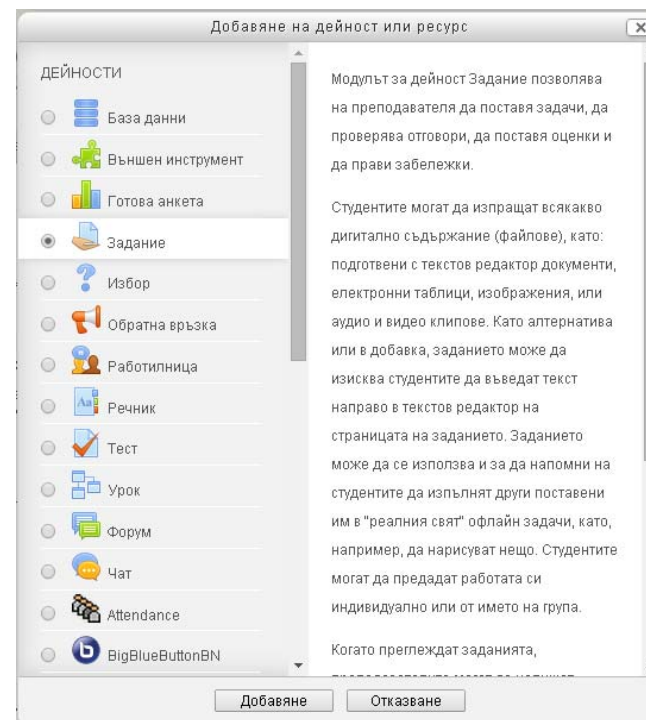 Добавяне на дейност или ресурс
ДЕЙНОСТИ
База данни
Външен инструмент
Готова анкета
Задание
Избор
Обратна връзка
Работилница
Речник
Тест
Урок
Форум
Чат
Attendance
BigBlueButtonBN
Модулът за дейност Задание позволява
на преподавателя да поставя задачи, да
проверява отговори, да поставя оценки и
да прави забележки.
Студентите могат да изпращат всякакво
дигитално съдържание (файлове), като:
подготвени с текстов редактор документи,
електронни таблици, изображения, или
аудио и видео клипове. Като алтернатива
или в добавка, заданието може да
изисква студентите да въведат текст
направо в текстов редактор на
страницата на заданието. Заданието
може да се използва и за да напомни на
студентите да изпълнят други поставени
им в "реалния свят" офлайн задачи, като,
например, да нарисуват нещо. Студентите
могат да предадат работата си
индивидуално или от името на група.
Когато преглеждат заданията,
Добавяне
Отказване